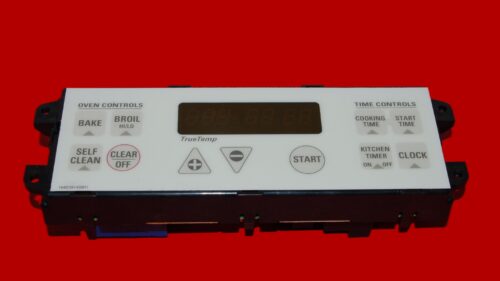 OVEN CONTROLS
BAKE
BROIL
HI/LO
SELF
CLEAN
CLEAR
OFF
TrueTemp
START
TIME CONTROLS
COOKING
TIME
START
TIME
KITCHEN
TIMER
ON OFF
CLOCK